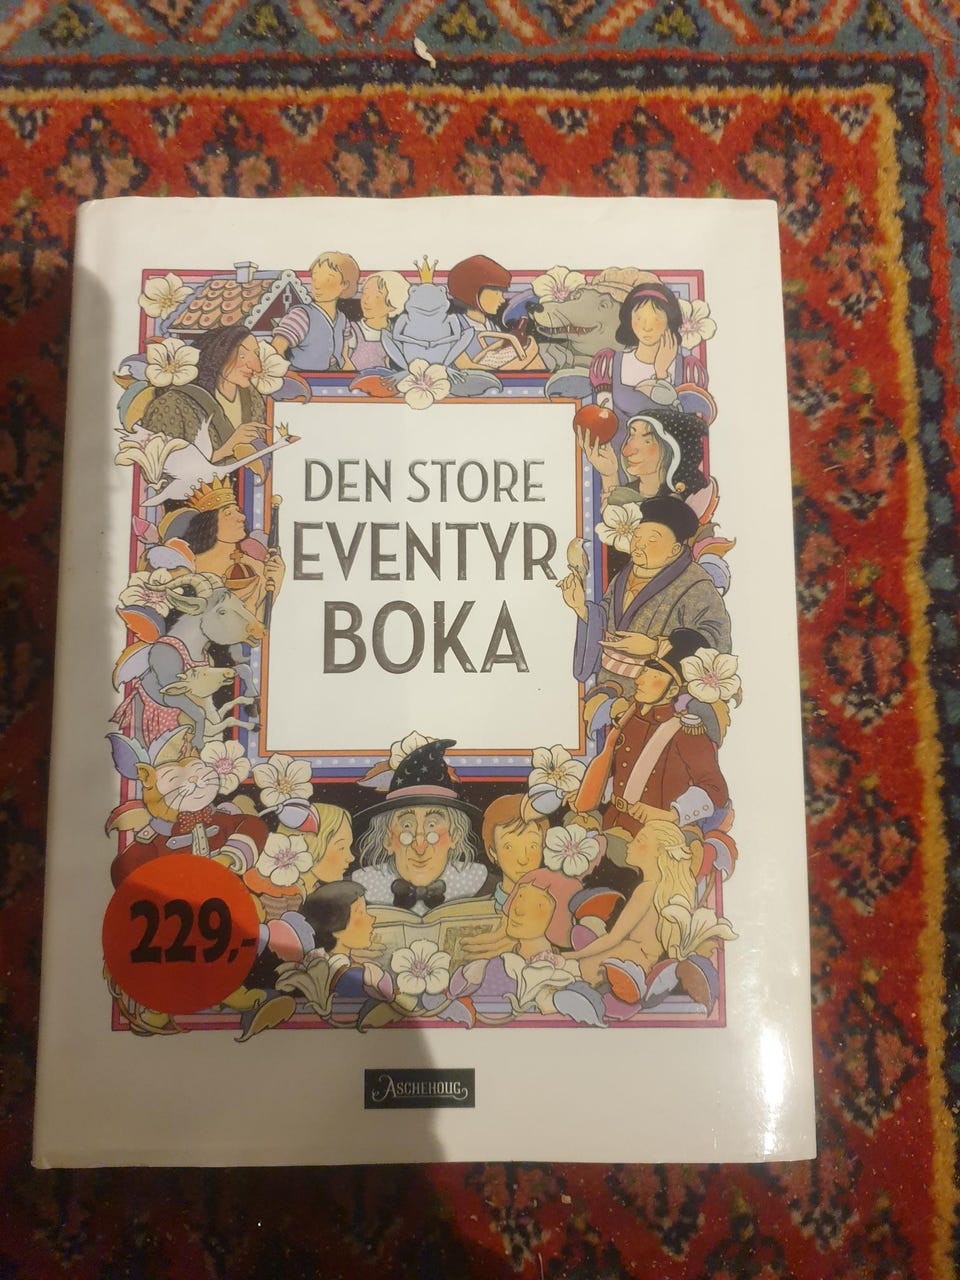 DEN STORE
EVENTYR
BOKA
229,-
ASCHEHOUG